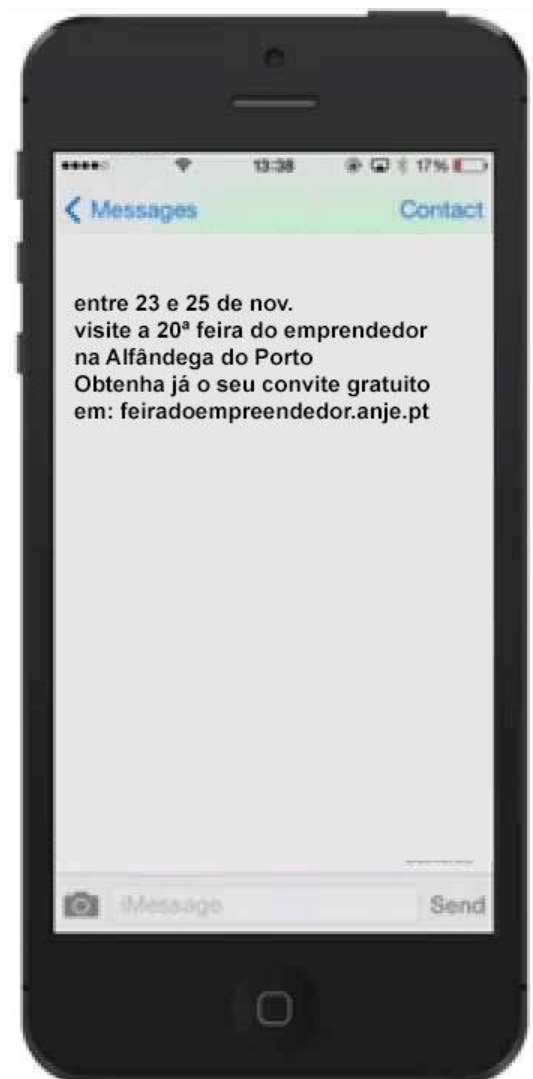 13:38
17%
Messages
Contact
entre 23 e 25 de nov.
visite a 20ª feira do emprendedor
na Alfândega do Porto
Obtenha já o seu convite gratuito
em: feiradoempreendedor.anje.pt
iMessage
Send